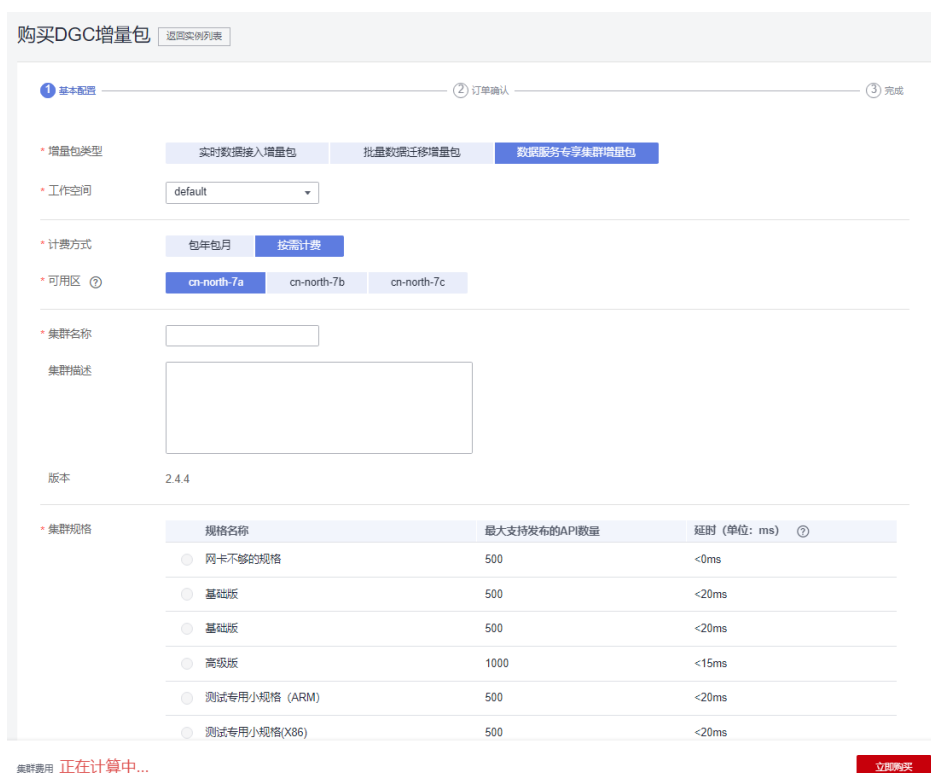 购买DGC增量包 返回实例列表
1 基本配置 2 订单确认 3 完成
* 增量包类型 实时数据接入增量包 批量数据迁移增量包 数据服务专享集群增量包
* 工作空间 default
* 计费方式 包年包月 按需计费
* 可用区 ? cn-north-7a cn-north-7b cn-north-7c
* 集群名称
集群描述
版本 2.4.4
* 集群规格 规格名称 最大支持发布的API数量 延时（单位：ms） ?
网卡不够的规格 500 <0ms
基础版 500 <20ms
基础版 500 <20ms
高级版 1000 <15ms
测试专用小规格（ARM） 500 <20ms
测试专用小规格(X86) 500 <20ms
集群费用 正在计算中... 立即购买